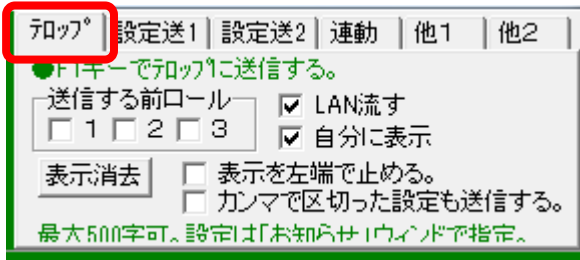 ﾃﾛｯﾌﾟ 設定送1 設定送2 連動 他1 他2
●F1キーでﾃﾛｯﾌﾟに送信する。
送信する前ロール
1 2 3
LAN流す
自分に表示
表示消去
表示を左端で止める。
カンマで区切った設定も送信する。
最大500字可。設定は「お知らせ」ウィンドで指定。